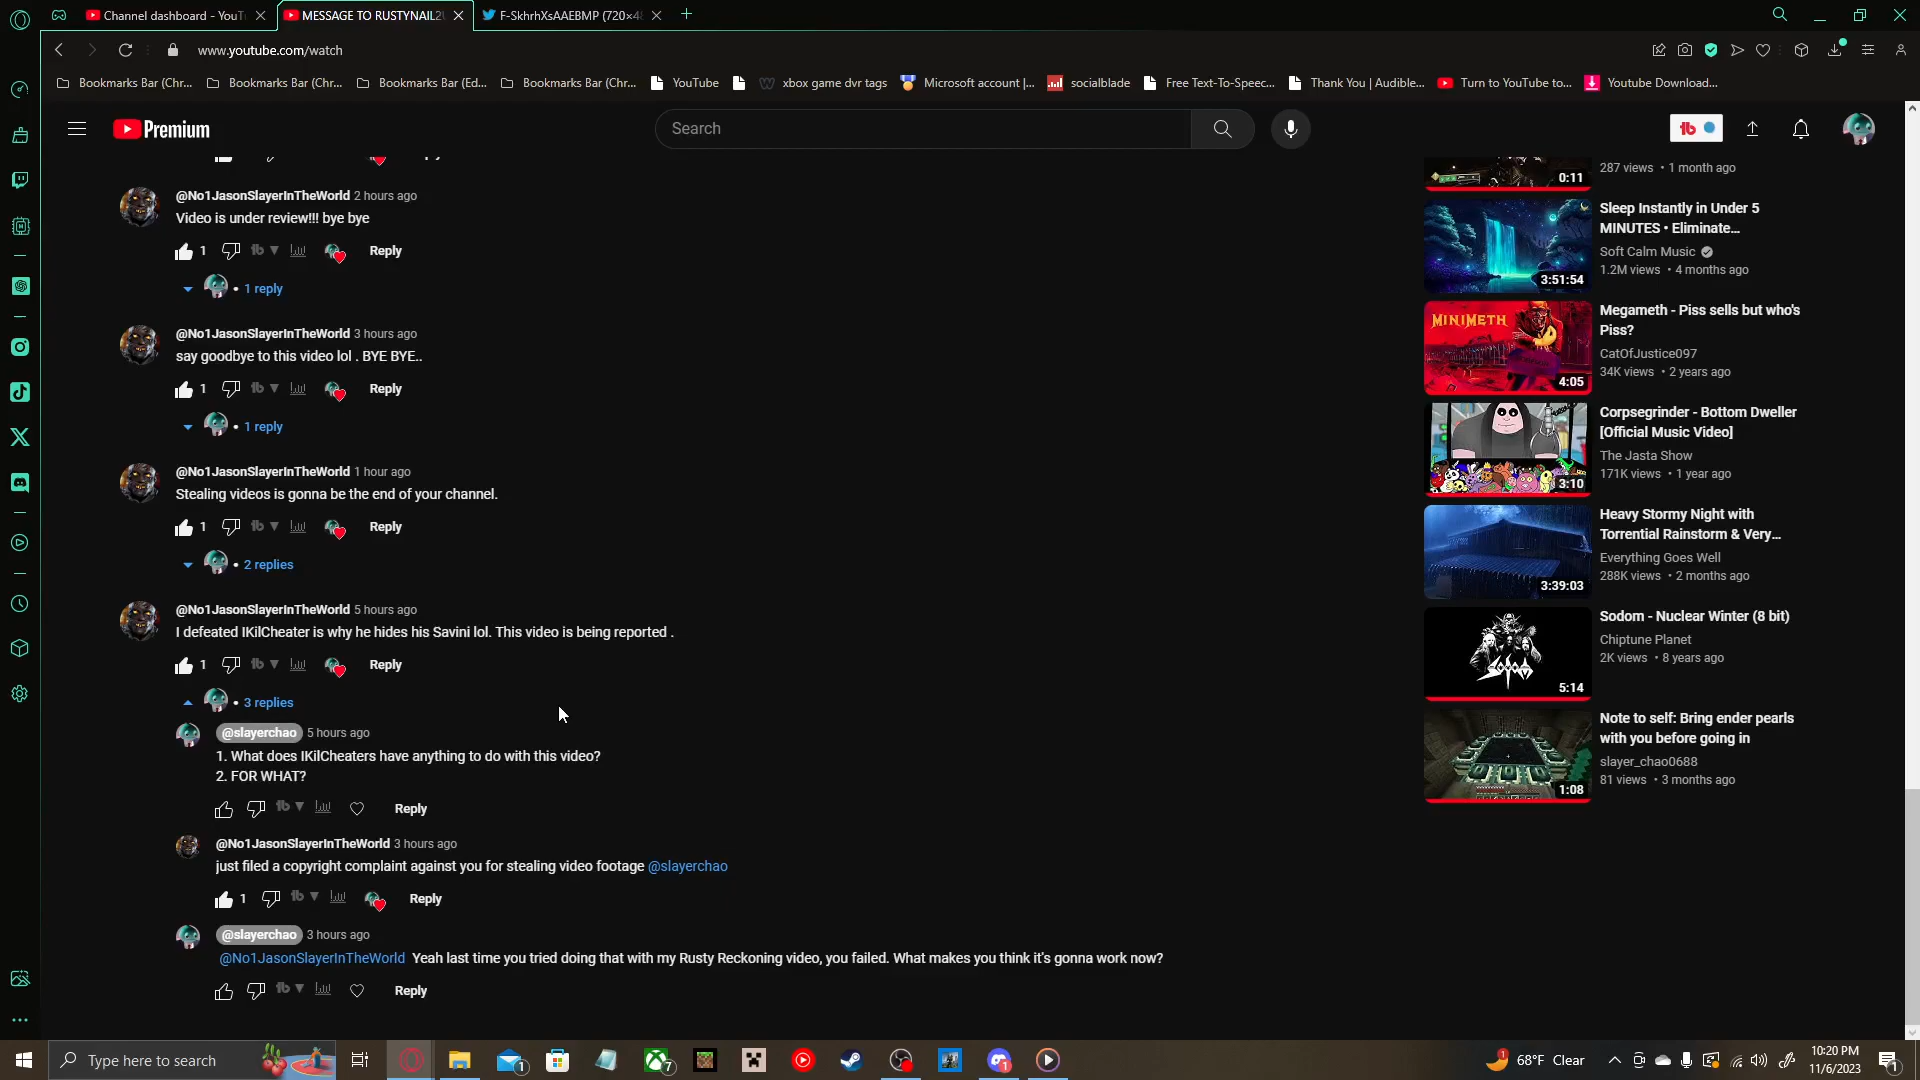 Channel dashboard - YouT
MESSAGE TO RUSTYNAIL2
F-SkhrhXsAAEBMP (720×4
www.youtube.com/watch
Bookmarks Bar (Chr...
Bookmarks Bar (Chr...
Bookmarks Bar (Ed...
Bookmarks Bar (Chr...
YouTube
xbox game dvr tags
Microsoft account |...
socialblade
Free Text-To-Speec...
Thank You | Audible...
Turn to YouTube to...
Youtube Download...
Premium
Search
@No1JasonSlayerInTheWorld 2 hours ago
Video is under review!!! bye bye
1 Reply
• 1 reply
@No1JasonSlayerInTheWorld 3 hours ago
say goodbye to this video lol . BYE BYE..
1 Reply
• 1 reply
@No1JasonSlayerInTheWorld 1 hour ago
Stealing videos is gonna be the end of your channel.
1 Reply
• 2 replies
@No1JasonSlayerInTheWorld 5 hours ago
I defeated IKilCheater is why he hides his Savini lol. This video is being reported .
1 Reply
• 3 replies
@slayerchao 5 hours ago
1. What does IKilCheaters have anything to do with this video?
2. FOR WHAT?
Reply
@No1JasonSlayerInTheWorld 3 hours ago
just filed a copyright complaint against you for stealing video footage @slayerchao
1 Reply
@slayerchao 3 hours ago
@No1JasonSlayerInTheWorld Yeah last time you tried doing that with my Rusty Reckoning video, you failed. What makes you think it's gonna work now?
Reply
0:11
287 views • 1 month ago
3:51:54
Sleep Instantly in Under 5
MINUTES • Eliminate...
Soft Calm Music
1.2M views • 4 months ago
MINIMETH
4:05
Megameth - Piss sells but who's
Piss?
CatOfJustice097
34K views • 2 years ago
3:10
Corpsegrinder - Bottom Dweller
[Official Music Video]
The Jasta Show
171K views • 1 year ago
3:39:03
Heavy Stormy Night with
Torrential Rainstorm & Very...
Everything Goes Well
288K views • 2 months ago
SODOM
5:14
Sodom - Nuclear Winter (8 bit)
Chiptune Planet
2K views • 8 years ago
1:08
Note to self: Bring ender pearls
with you before going in
slayer_chao0688
81 views • 3 months ago
Type here to search
1
7
1
1
68°F Clear
10:20 PM
11/6/2023
1